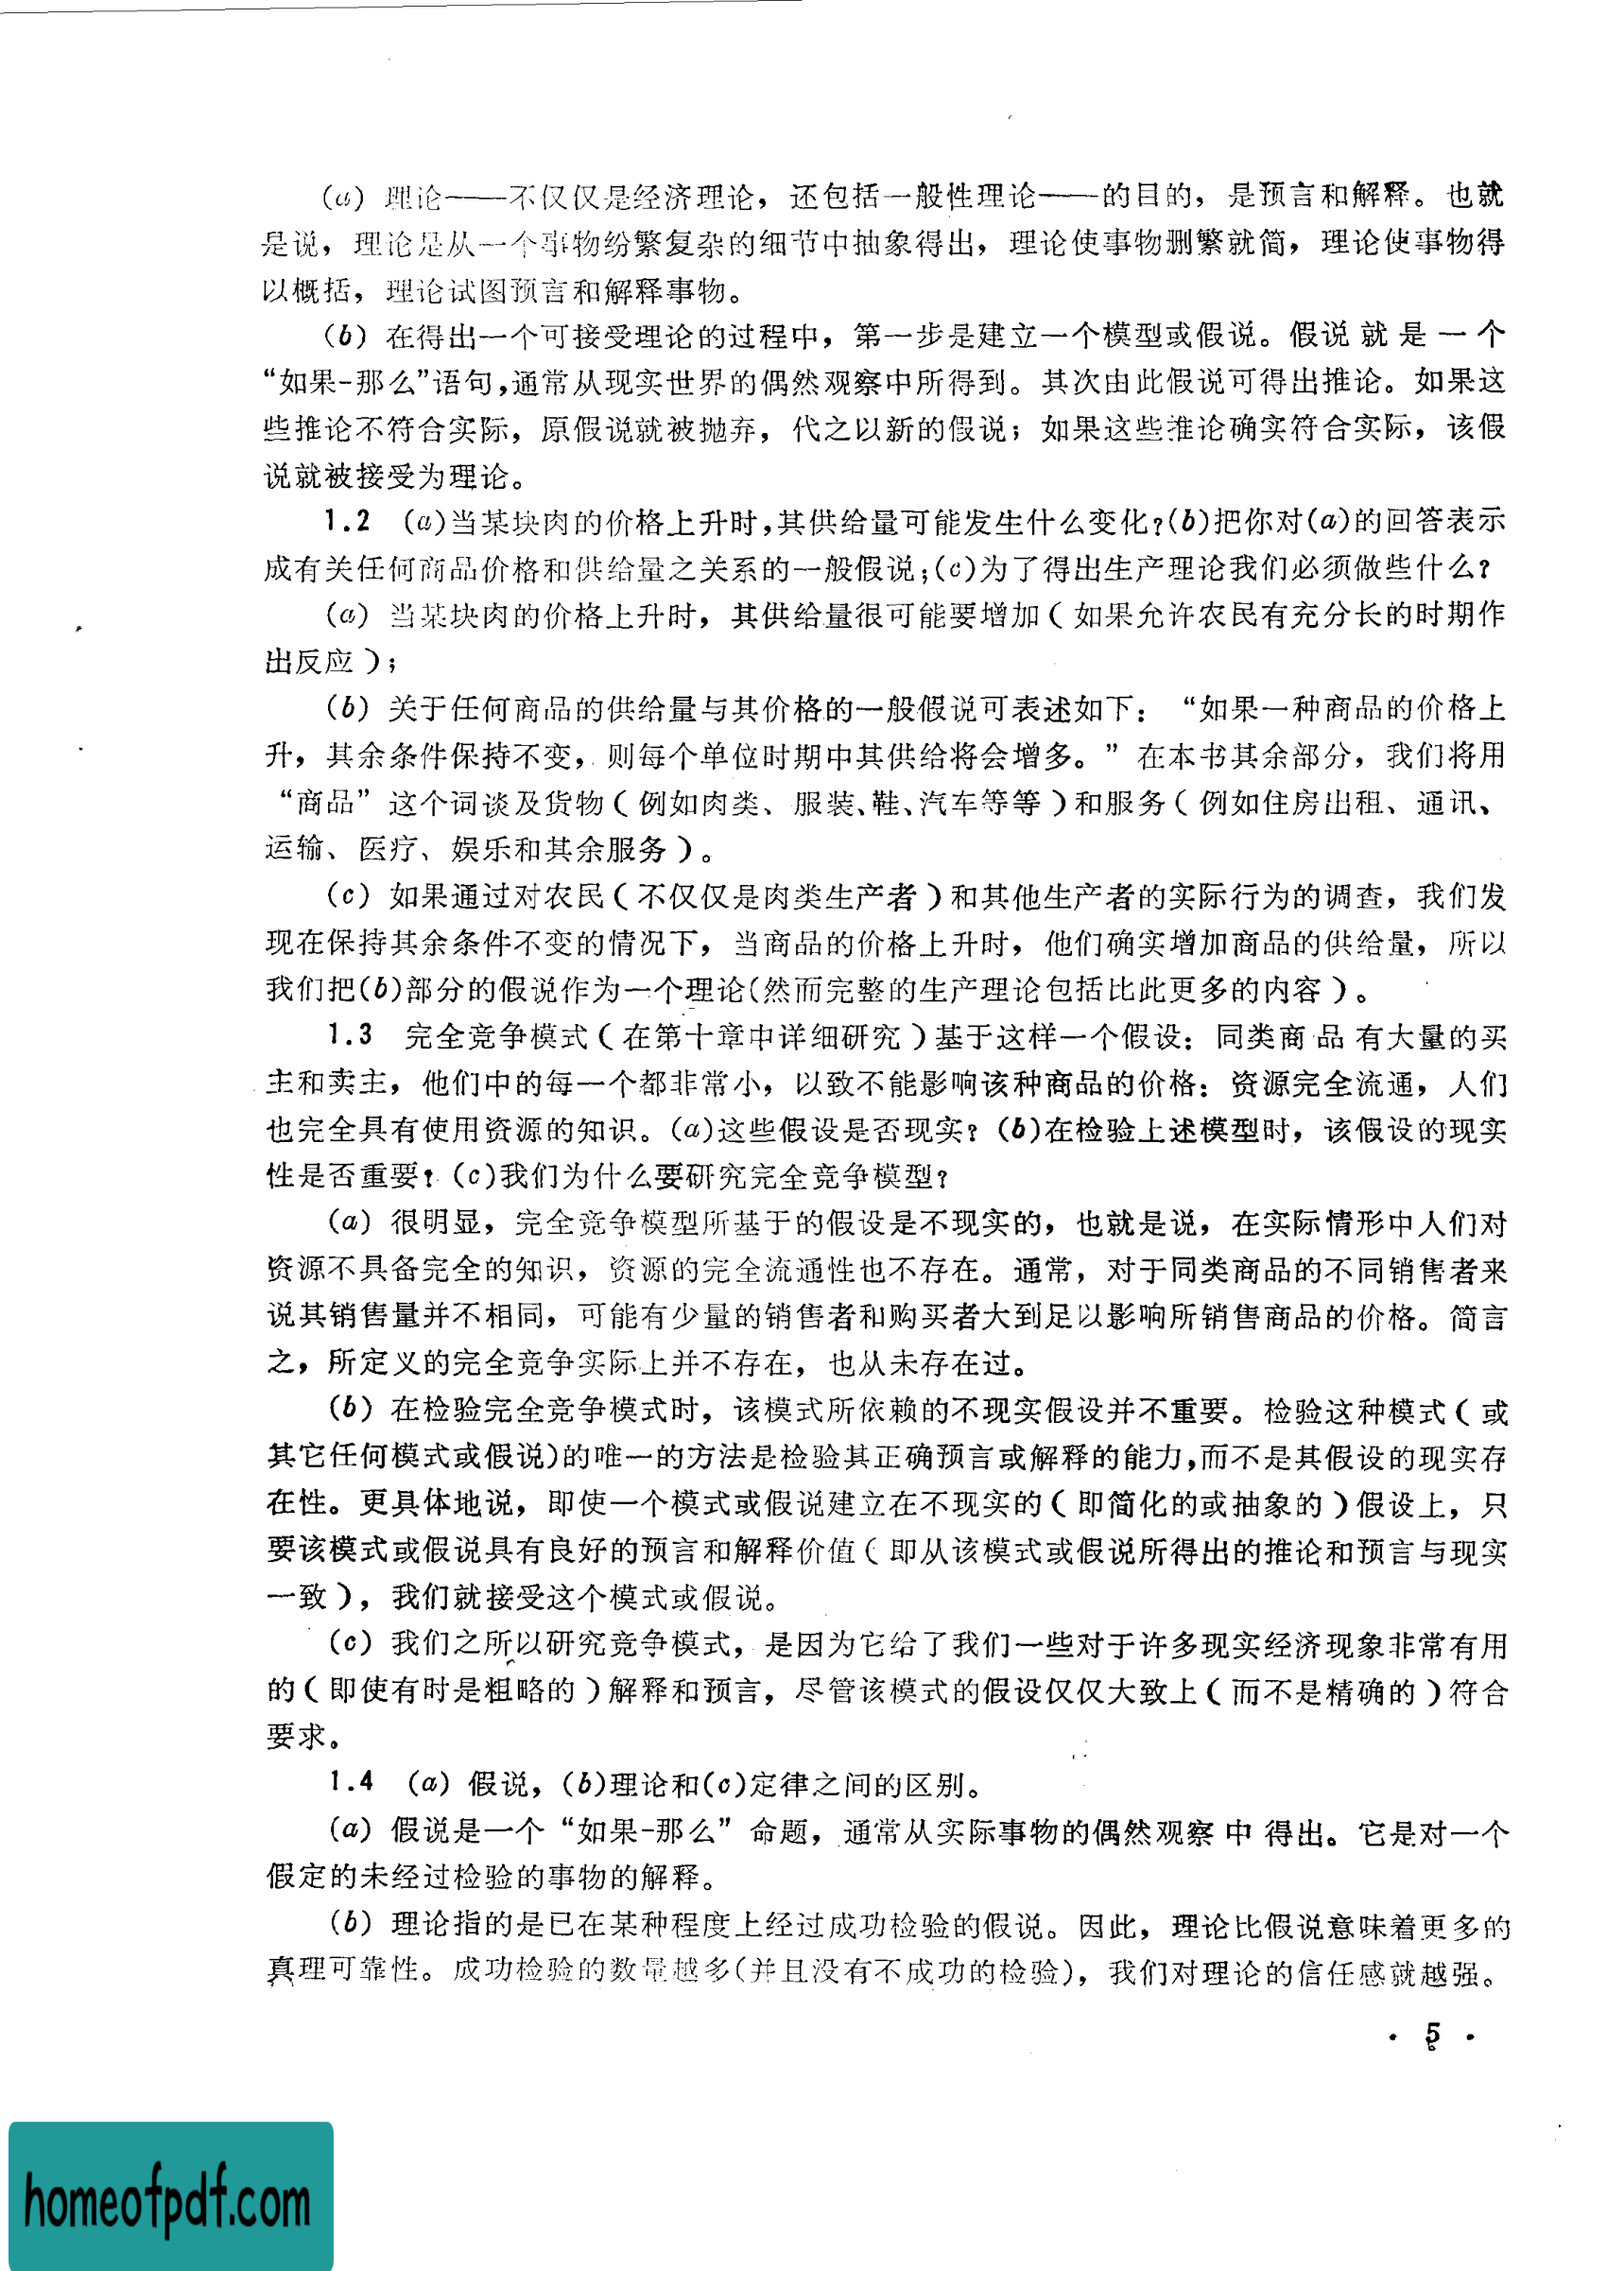 (a) 理论——不仅仅是经济理论，还包括一般性理论——的目的，是预言和解释。也就
是说，理论是从一个事物纷繁复杂的细节中抽象得出，理论使事物删繁就简，理论使事物得
以概括，理论试图预言和解释事物。
(b) 在得出一个可接受理论的过程中，第一步是建立一个模型或假说。假说就是一个
“如果-那么”语句,通常从现实世界的偶然观察中所得到。其次由此假说可得出推论。如果这
些推论不符合实际，原假说就被抛弃，代之以新的假说；如果这些推论确实符合实际，该假
说就被接受为理论。
1.2 (a)当某块肉的价格上升时,其供给量可能发生什么变化?(b)把你对(a)的回答表示
成有关任何商品价格和供给量之关系的一般假说;(c)为了得出生产理论我们必须做些什么?
(a) 当某块肉的价格上升时，其供给量很可能要增加（如果允许农民有充分长的时期作
出反应）；
(b) 关于任何商品的供给量与其价格的一般假说可表述如下：“如果一种商品的价格上
升，其余条件保持不变，则每个单位时期中其供给将会增多。”在本书其余部分，我们将用
“商品”这个词谈及货物（例如肉类、服装、鞋、汽车等等）和服务（例如住房出租、通讯、
运输、医疗、娱乐和其余服务）。
(c) 如果通过对农民（不仅仅是肉类生产者）和其他生产者的实际行为的调查，我们发
现在保持其余条件不变的情况下，当商品的价格上升时，他们确实增加商品的供给量，所以
我们把(b)部分的假说作为一个理论(然而完整的生产理论包括比此更多的内容）。
1.3 完全竞争模式（在第十章中详细研究）基于这样一个假设：同类商品有大量的买
主和卖主，他们中的每一个都非常小，以致不能影响该种商品的价格：资源完全流通，人们
也完全具有使用资源的知识。(a)这些假设是否现实？(b)在检验上述模型时，该假设的现实
性是否重要？(c)我们为什么要研究完全竞争模型?
(a) 很明显，完全竞争模型所基于的假设是不现实的，也就是说，在实际情形中人们对
资源不具备完全的知识，资源的完全流通性也不存在。通常，对于同类商品的不同销售者来
说其销售量并不相同，可能有少量的销售者和购买者大到足以影响所销售商品的价格。简言
之，所定义的完全竞争实际上并不存在，也从未存在过。
(b) 在检验完全竞争模式时，该模式所依赖的不现实假设并不重要。检验这种模式（或
其它任何模式或假说)的唯一的方法是检验其正确预言或解释的能力,而不是其假设的现实存
在性。更具体地说，即使一个模式或假说建立在不现实的（即简化的或抽象的）假设上，只
要该模式或假说具有良好的预言和解释价值（即从该模式或假说所得出的推论和预言与现实
一致），我们就接受这个模式或假说。
(c) 我们之所以研究竞争模式，是因为它给了我们一些对于许多现实经济现象非常有用
的（即使有时是粗略的）解释和预言，尽管该模式的假设仅仅大致上（而不是精确的）符合
要求。
1.4 (a) 假说，(b)理论和(c)定律之间的区别。
(a) 假说是一个“如果-那么”命题，通常从实际事物的偶然观察中得出。它是对一个
假定的未经过检验的事物的解释。
(b) 理论指的是已在某种程度上经过成功检验的假说。因此，理论比假说意味着更多的
真理可靠性。成功检验的数量越多(并且没有不成功的检验)，我们对理论的信任感就越强。
· 5 ·
homeofpdf.com